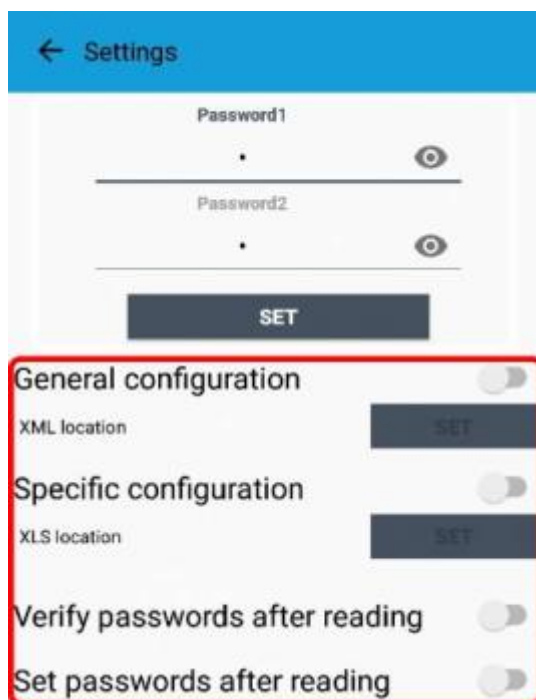 Settings
Password1
Password2
SET
General configuration
XML location
SET
Specific configuration
XLS location
SET
Verify passwords after reading
Set passwords after reading